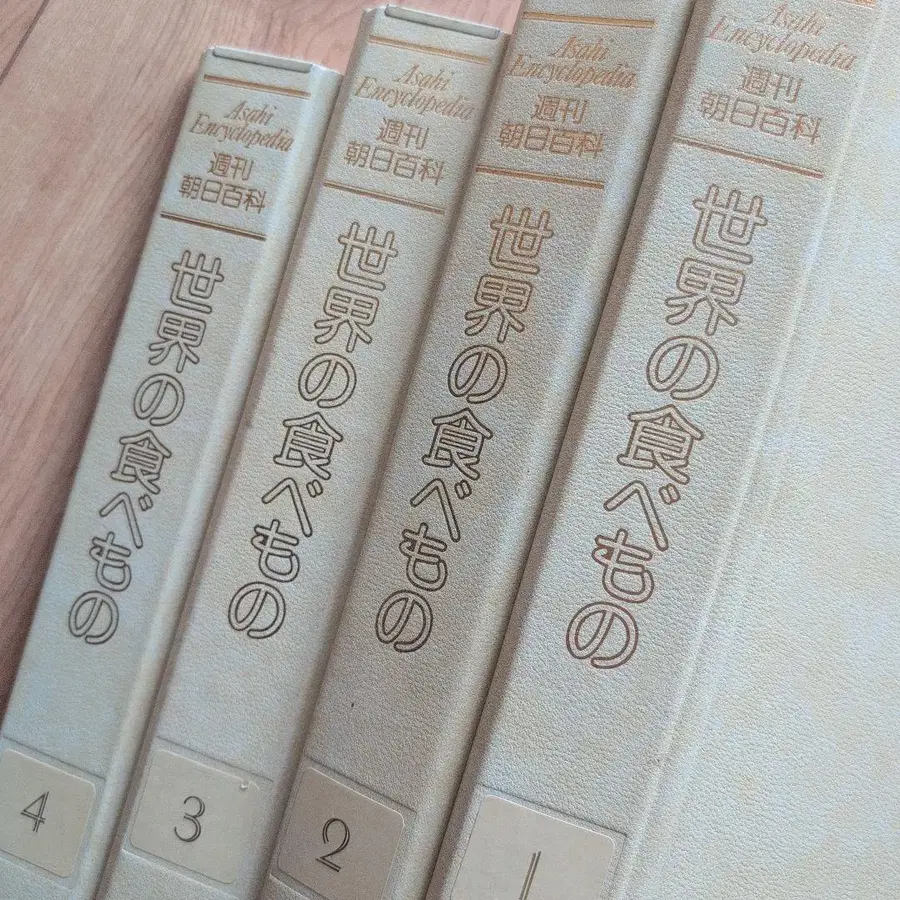 Asahi
Encyclopedia
週刊
朝日百科
世界の食べもの
4
Asahi
Encyclopedia
週刊
朝日百科
世界の食べもの
3
Asahi
Encyclopedia
週刊
朝日百科
世界の食べもの
2
Asahi
Encyclopedia
週刊
朝日百科
世界の食べもの
1